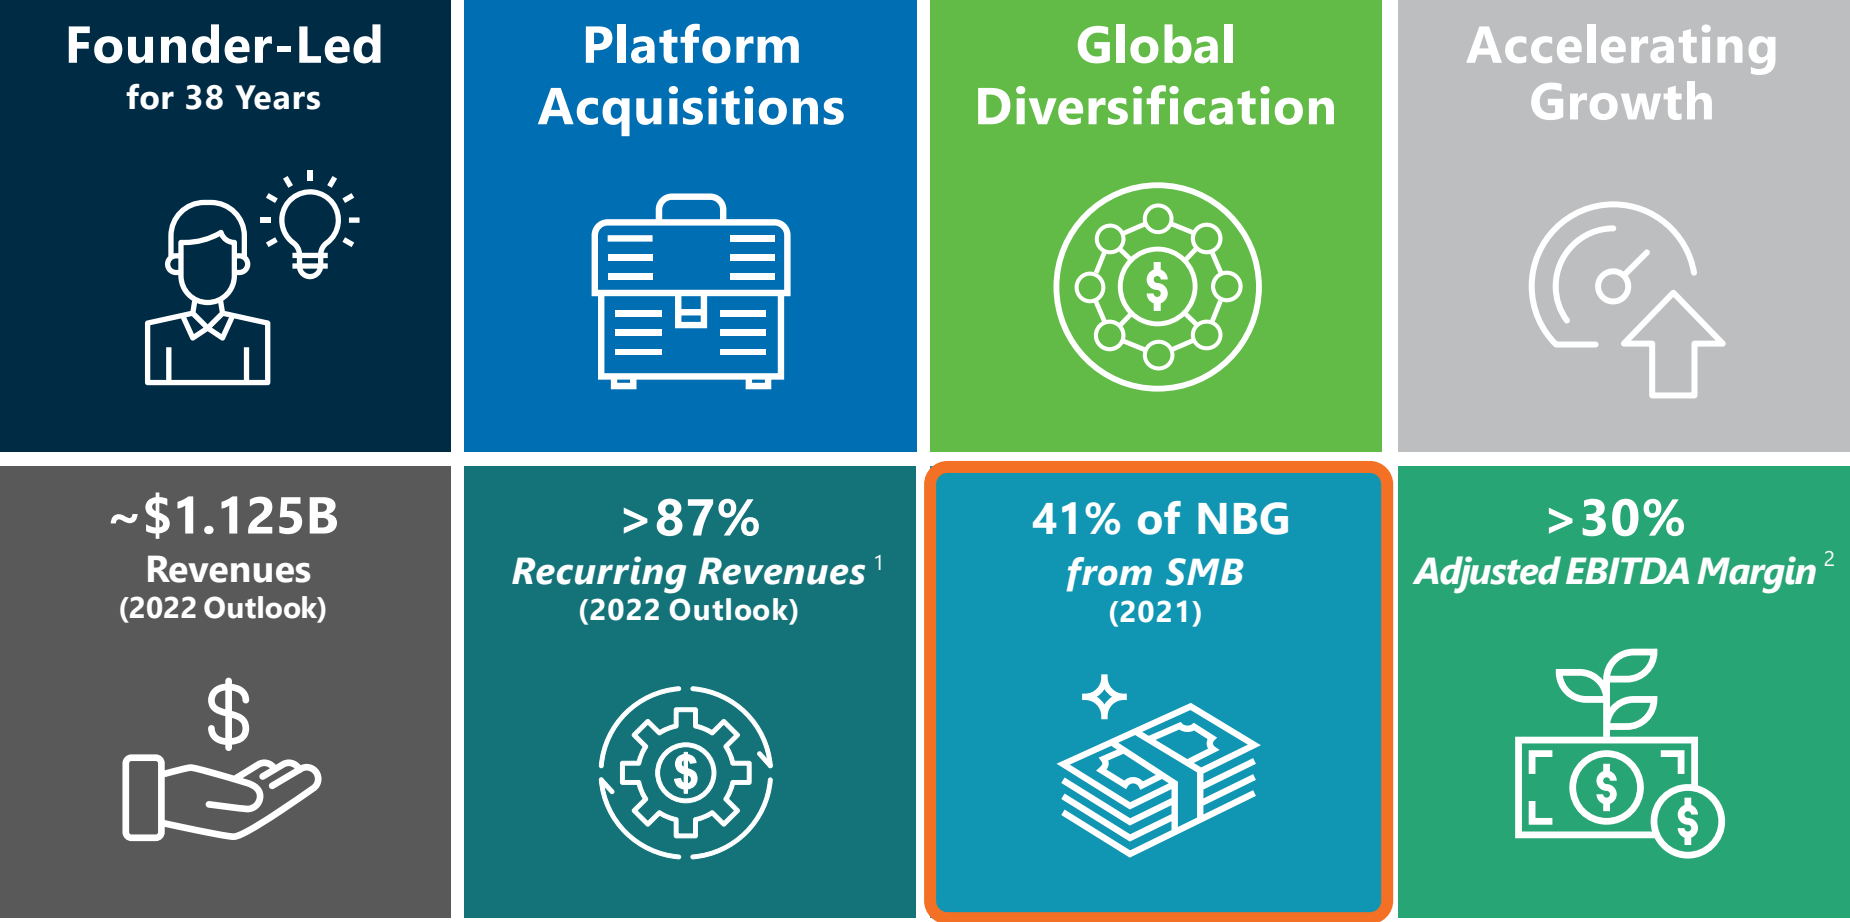 Founder-Led
for 38 Years
Platform
Acquisitions
Global
Diversification
Accelerating
Growth
~$1.125B
Revenues
(2022 Outlook)
>87%
Recurring Revenues 1
(2022 Outlook)
41% of NBG
from SMB
(2021)
>30%
Adjusted EBITDA Margin 2
$
$
$
$
$